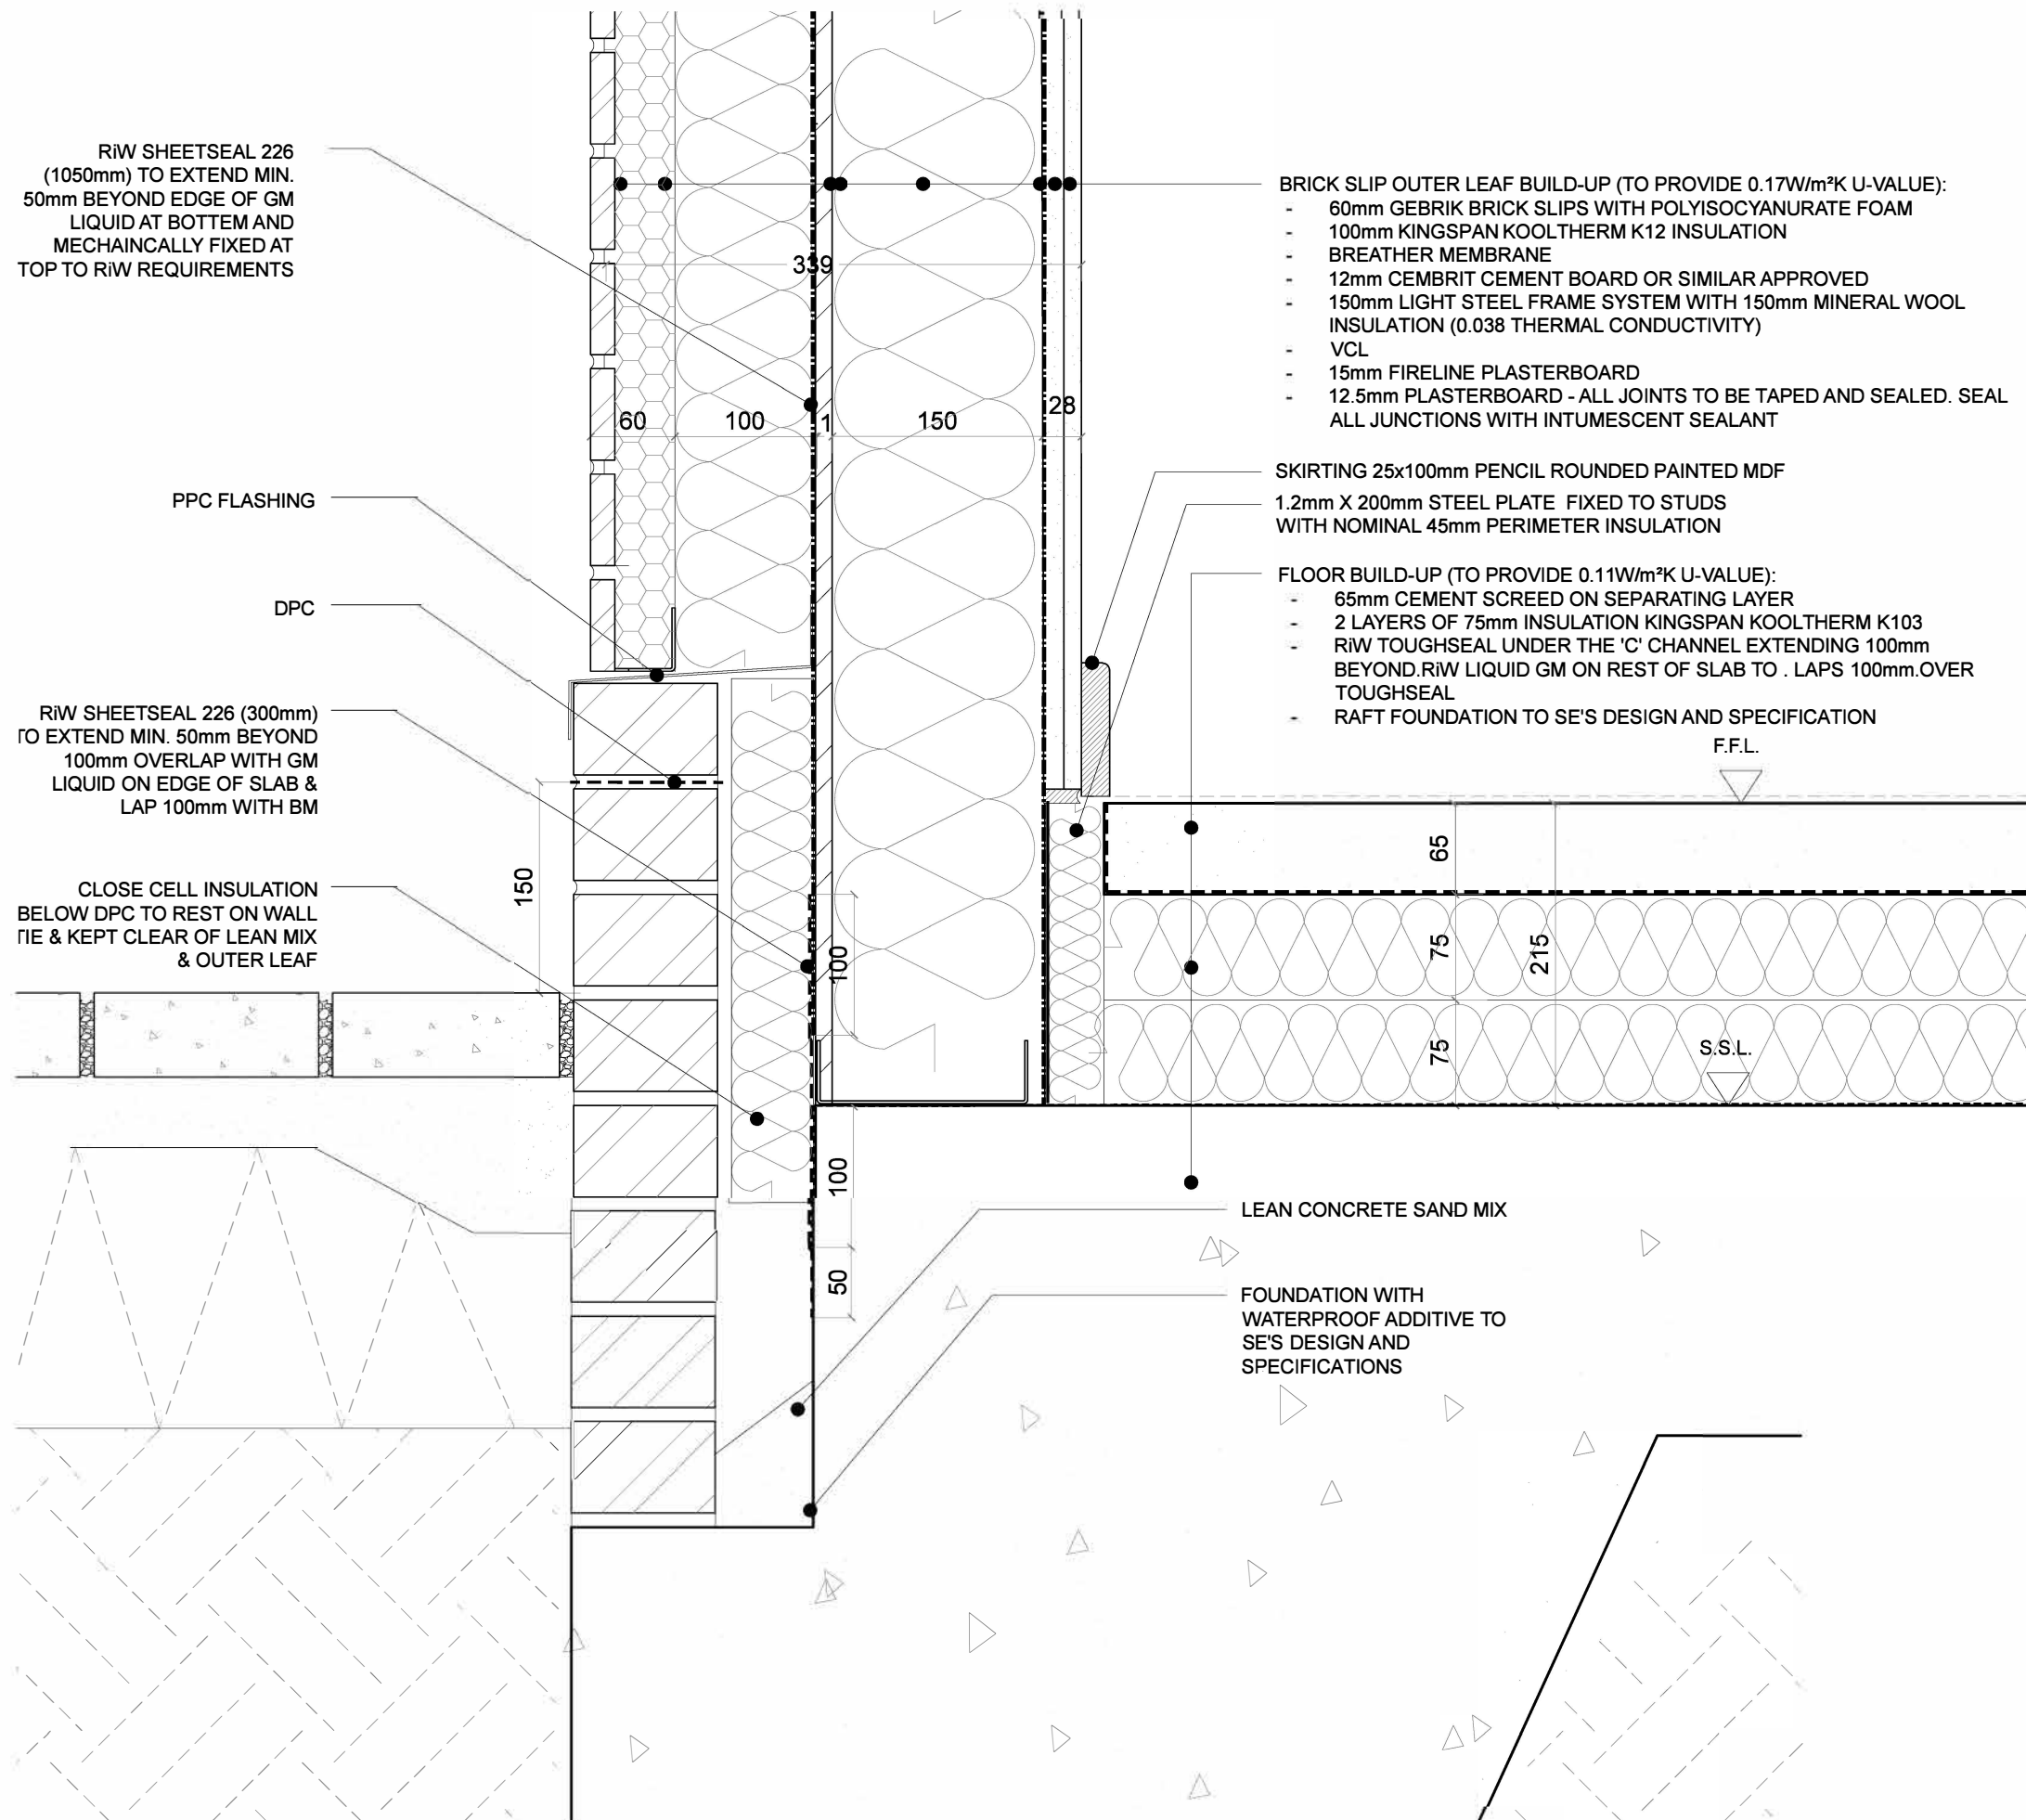 RiW SHEETSEAL 226
(1050mm) TO EXTEND MIN.
50mm BEYOND EDGE OF GM
LIQUID AT BOTTEM AND
MECHAINCALLY FIXED AT
TOP TO RiW REQUIREMENTS
PPC FLASHING
DPC
RiW SHEETSEAL 226 (300mm)
TO EXTEND MIN. 50mm BEYOND
100mm OVERLAP WITH GM
LIQUID ON EDGE OF SLAB &
LAP 100mm WITH BM
CLOSE CELL INSULATION
BELOW DPC TO REST ON WALL
TIE & KEPT CLEAR OF LEAN MIX
& OUTER LEAF
339
60
100
1
150
28
150
100
100
50
BRICK SLIP OUTER LEAF BUILD-UP (TO PROVIDE 0.17W/m²K U-VALUE):
- 60mm GEBRIK BRICK SLIPS WITH POLYISOCYANURATE FOAM
- 100mm KINGSPAN KOOLTHERM K12 INSULATION
- BREATHER MEMBRANE
- 12mm CEMBRIT CEMENT BOARD OR SIMILAR APPROVED
- 150mm LIGHT STEEL FRAME SYSTEM WITH 150mm MINERAL WOOL
INSULATION (0.038 THERMAL CONDUCTIVITY)
- VCL
- 15mm FIRELINE PLASTERBOARD
- 12.5mm PLASTERBOARD - ALL JOINTS TO BE TAPED AND SEALED. SEAL
ALL JUNCTIONS WITH INTUMESCENT SEALANT
SKIRTING 25x100mm PENCIL ROUNDED PAINTED MDF
1.2mm X 200mm STEEL PLATE FIXED TO STUDS
WITH NOMINAL 45mm PERIMETER INSULATION
FLOOR BUILD-UP (TO PROVIDE 0.11W/m²K U-VALUE):
- 65mm CEMENT SCREED ON SEPARATING LAYER
- 2 LAYERS OF 75mm INSULATION KINGSPAN KOOLTHERM K103
- RiW TOUGHSEAL UNDER THE 'C' CHANNEL EXTENDING 100mm
BEYOND.RiW LIQUID GM ON REST OF SLAB TO . LAPS 100mm.OVER
TOUGHSEAL
- RAFT FOUNDATION TO SE'S DESIGN AND SPECIFICATION
F.F.L.
65
75
215
75
S.S.L.
LEAN CONCRETE SAND MIX
FOUNDATION WITH
WATERPROOF ADDITIVE TO
SE'S DESIGN AND
SPECIFICATIONS